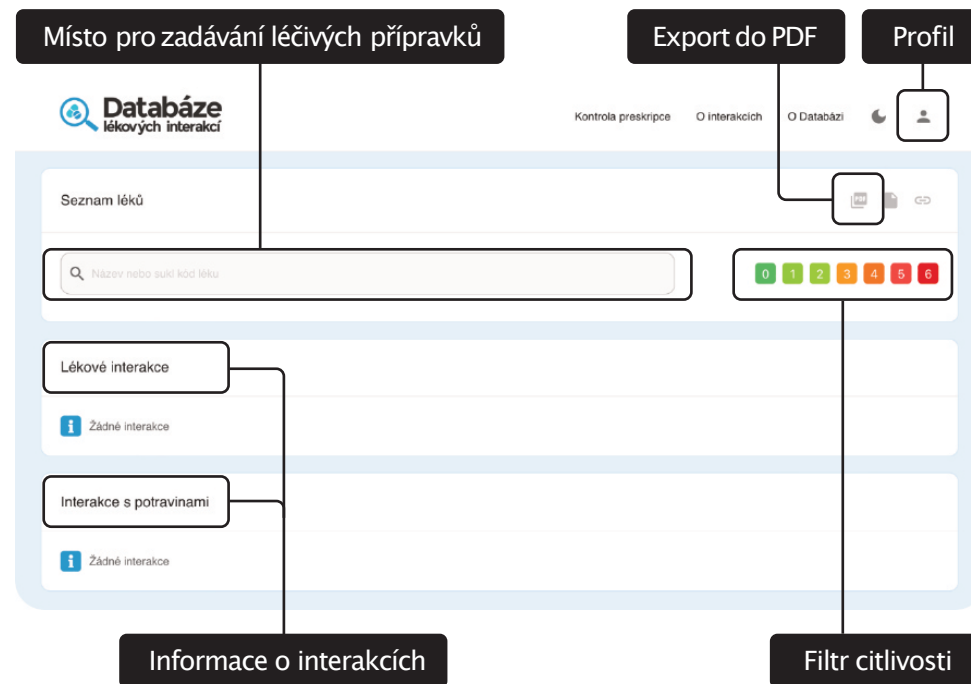 Místo pro zadávání léčivých přípravků
Export do PDF
Profil
Databáze
lékových interakcí
Kontrola preskripce
O interakcích
O Databázi
Seznam léků
PDF
Název nebo sukl kód léku
0 1 2 3 4 5 6
Lékové interakce
i Žádné interakce
Interakce s potravinami
i Žádné interakce
Informace o interakcích
Filtr citlivosti